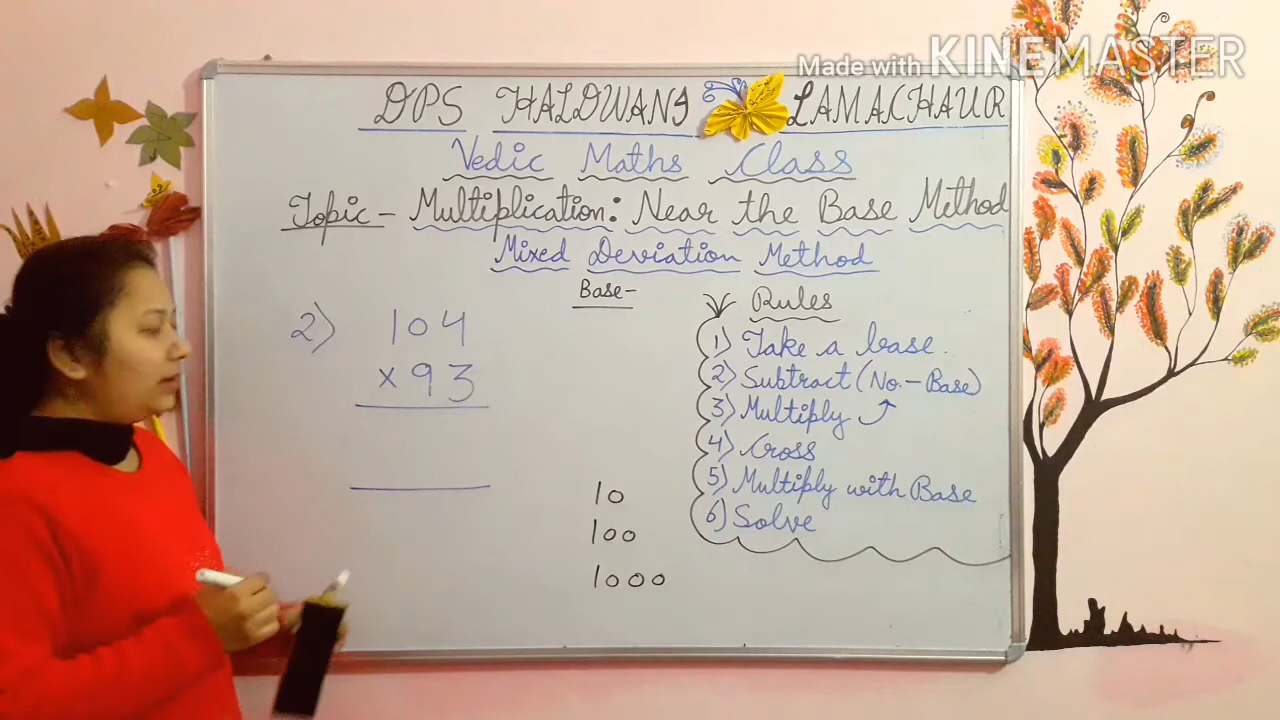 Made with KINEMASTER
DPS HALDWANI LAMACHAUR
Vedic Maths Class
Topic - Multiplication: Near the Base Method
Mixed Deviation Method
Base-
2) 104
× 93
10
100
1000
Rules
1) Take a base.
2) Subtract (No. - Base)
3) Multiply ⤴
4) Cross
5) Multiply with Base
6) Solve